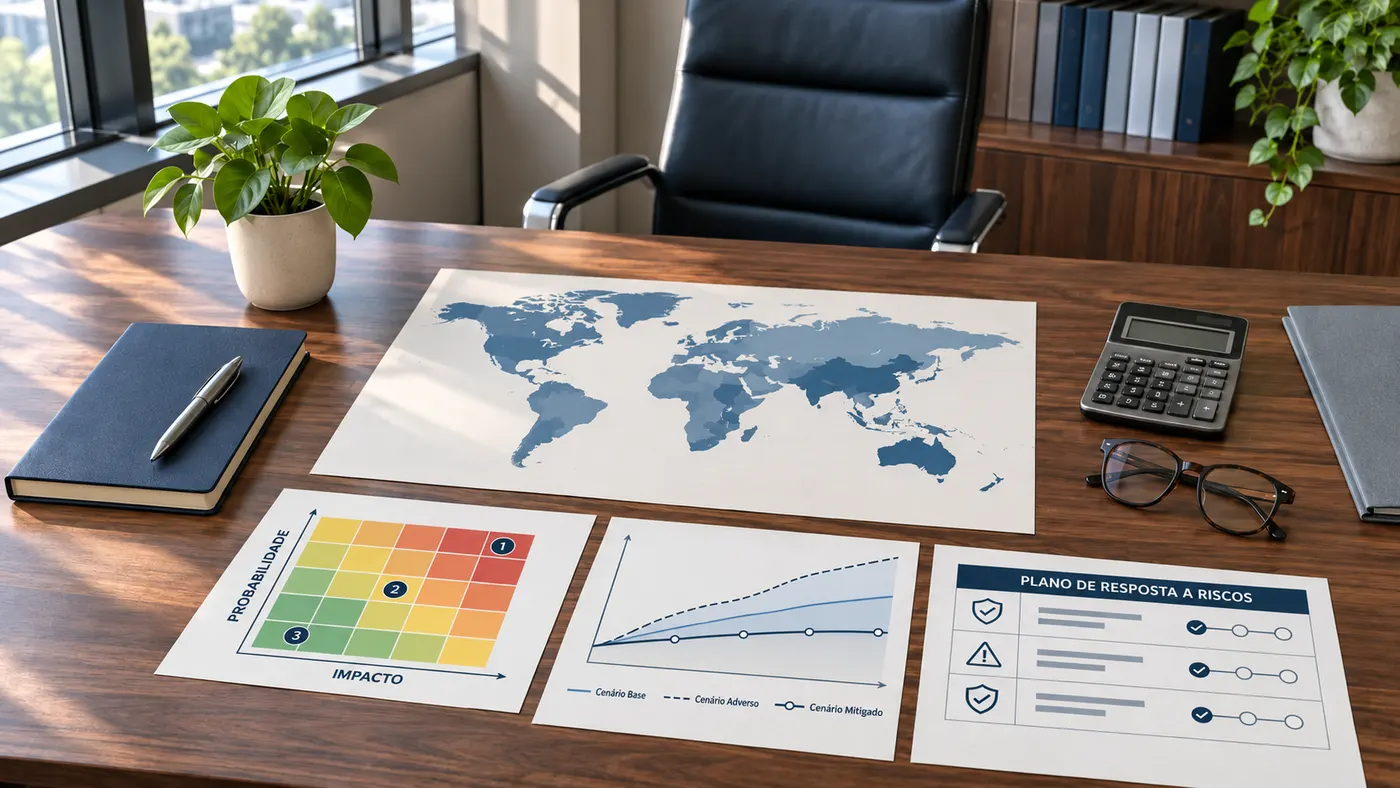 PROBABILIDADE
1
2
3
IMPACTO
Cenário Base
Cenário Adverso
Cenário Mitigado
PLANO DE RESPOSTA A RISCOS